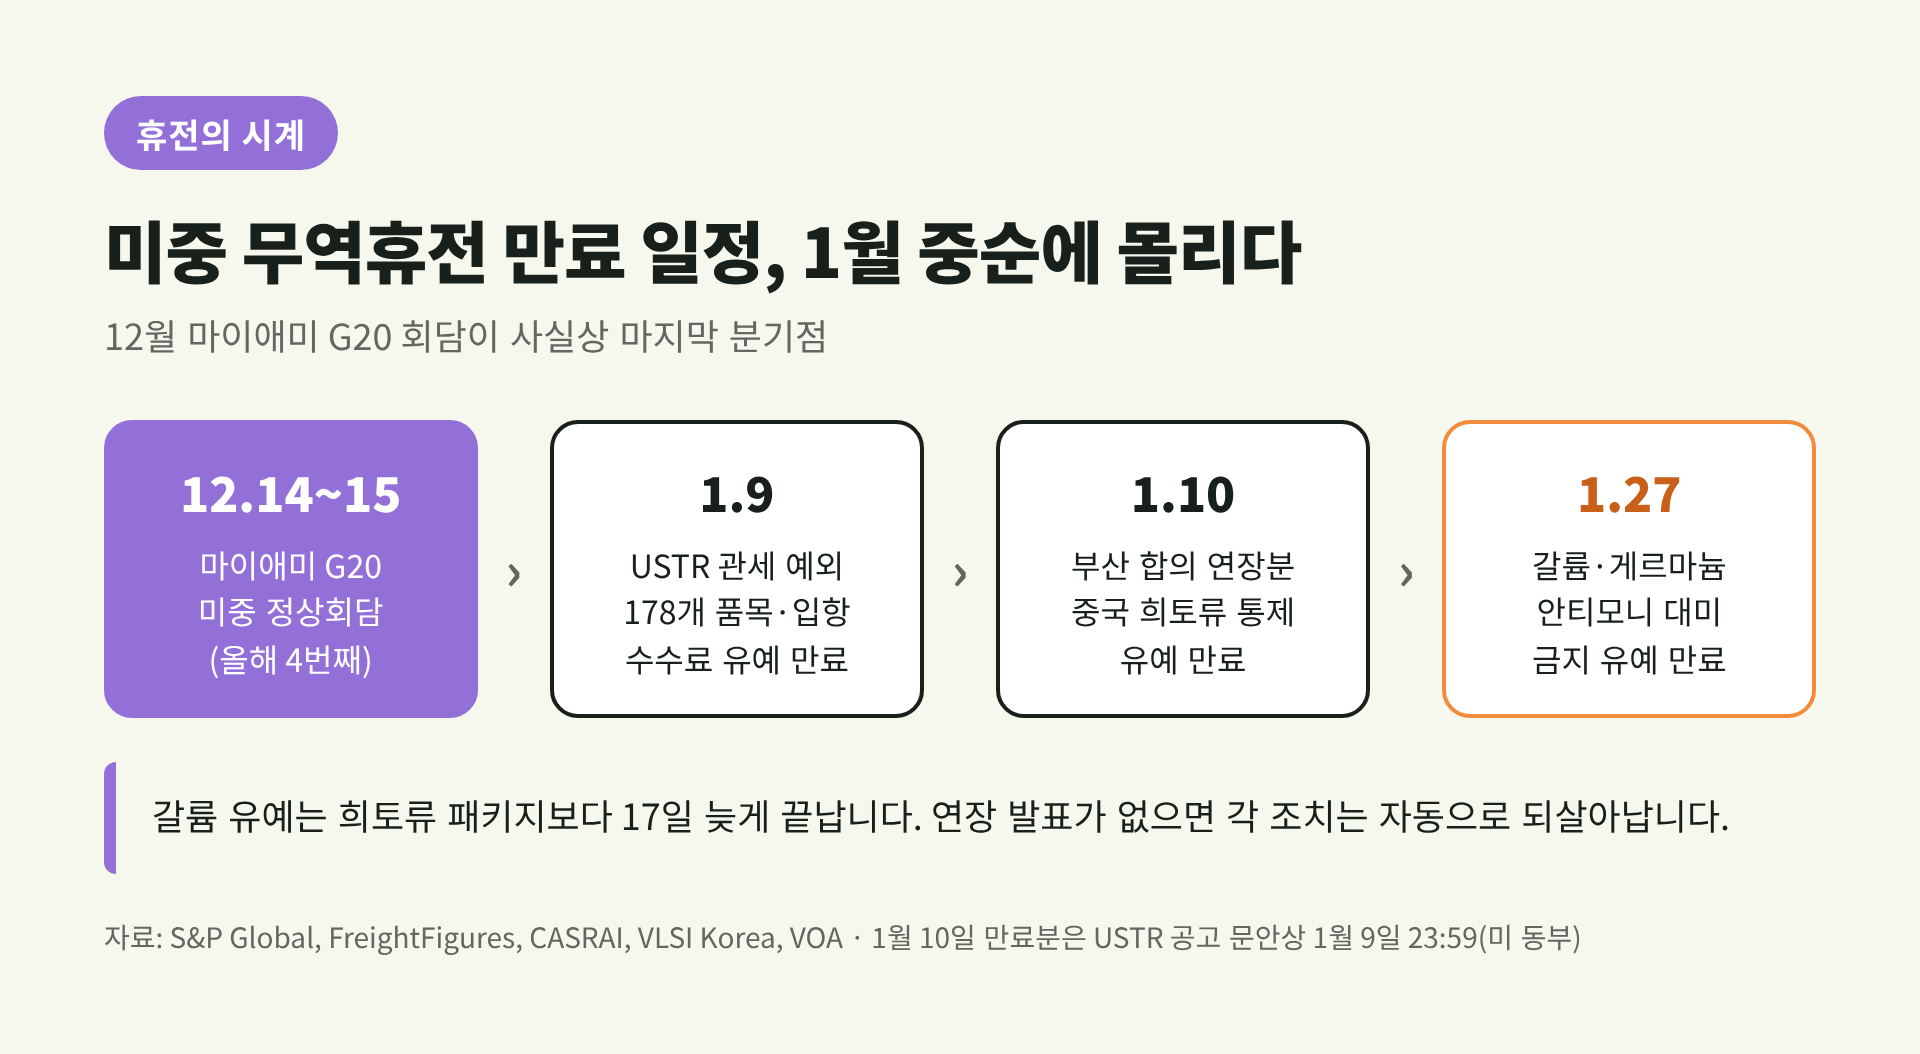 휴전의 시계
미중 무역휴전 만료 일정, 1월 중순에 몰리다
12월 마이애미 G20 회담이 사실상 마지막 분기점
12.14~15
마이애미 G20
미중 정상회담
(올해 4번째)
›
1.9
USTR 관세 예외
178개 품목·입항
수수료 유예 만료
›
1.10
부산 합의 연장분
중국 희토류 통제
유예 만료
›
1.27
갈륨·게르마늄
안티모니 대미
금지 유예 만료
갈륨 유예는 희토류 패키지보다 17일 늦게 끝납니다. 연장 발표가 없으면 각 조치는 자동으로 되살아납니다.
자료: S&P Global, FreightFigures, CASRAI, VLSI Korea, VOA · 1월 10일 만료분은 USTR 공고 문안상 1월 9일 23:59(미 동부)